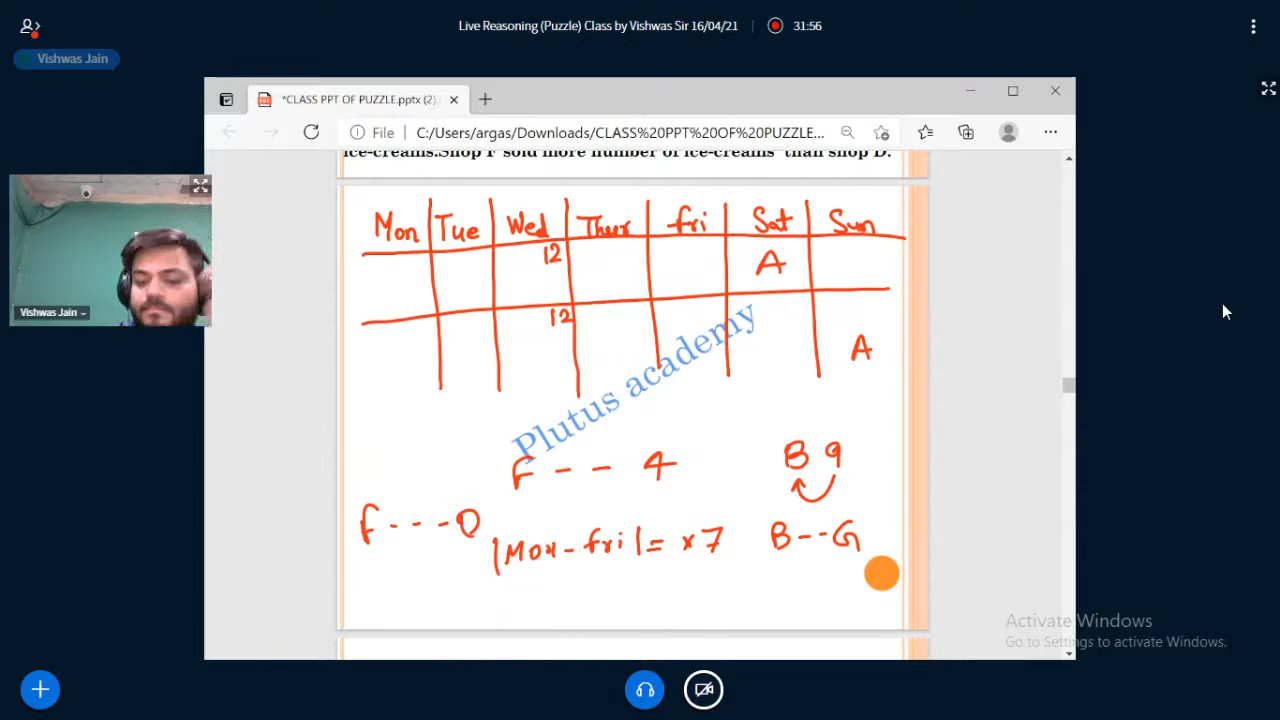 Live Reasoning (Puzzle) Class by Vishwas Sir 16/04/21 31:56
Vishwas Jain
*CLASS PPT OF PUZZLE.pptx (2).
File C:/Users/argas/Downloads/CLASS%20PPT%20OF%20PUZZLE...
ice-creams.Shop F sold more number of ice-creams than shop D.
Mon Tue Wed Thur fri Sat Sun
12 A
12
A
Plutus academy
F - - 4 B 9
F - - - D |Mon - fri| = x7 B - - G
Vishwas Jain
Activate Windows
Go to Settings to activate Windows.